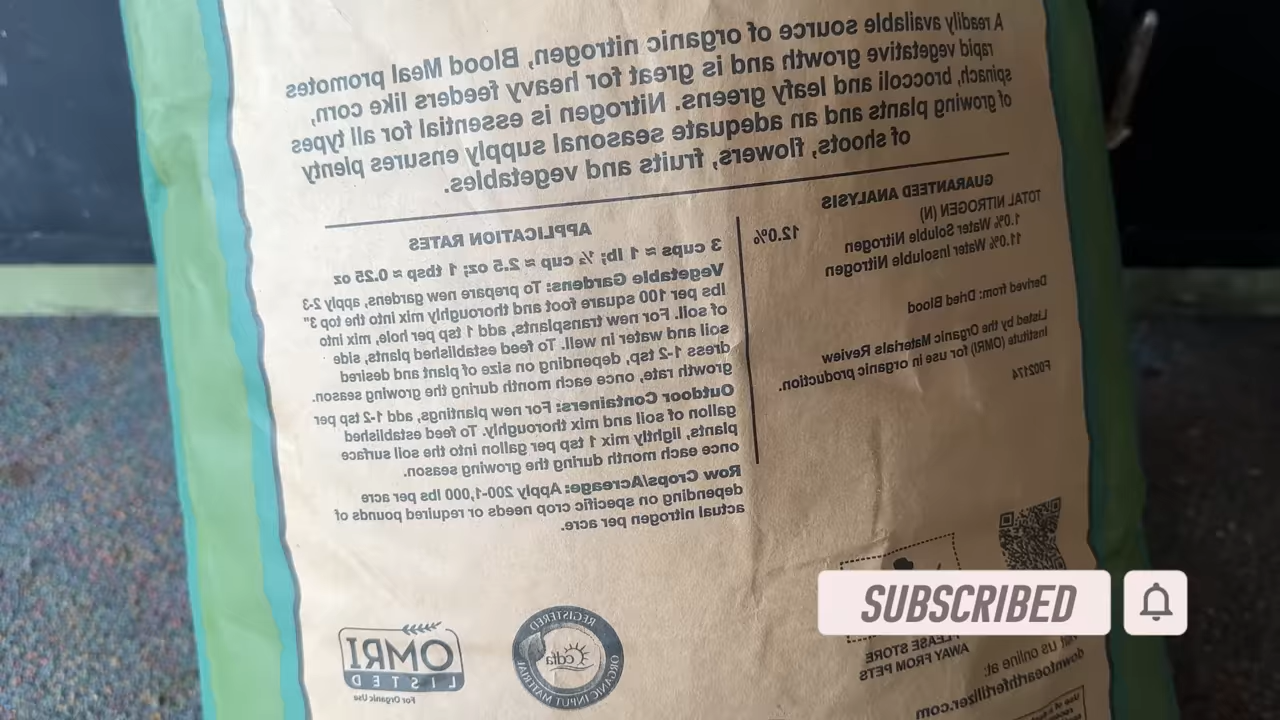 A readily available source of organic nitrogen, Blood Meal promotes
rapid vegetative growth and is great for heavy feeders like corn,
spinach, broccoli and leafy greens. Nitrogen is essential for all types
of growing plants and an adequate seasonal supply ensures plenty
of shoots, flowers, fruits and vegetables.
GUARANTEED ANALYSIS
TOTAL NITROGEN (N) 12.0%
1.0% Water Soluble Nitrogen
11.0% Water Insoluble Nitrogen
Derived from: Dried Blood
Listed by the Organic Materials Review
Institute (OMRI) for use in organic production.
F002174
APPLICATION RATES
3 cups ≈ 1 lb; ⅓ cup ≈ 2.5 oz; 1 tbsp ≈ 0.25 oz
Vegetable Gardens: To prepare new gardens, apply 2-3
lbs per 100 square foot and thoroughly mix into the top 3"
of soil. For new transplants, add 1 tsp per hole, mix into
soil and water in well. To feed established plants, side
dress 1-2 tsp, depending on size of plant and desired
growth rate, once each month during the growing season.
Outdoor Containers: For new plantings, add 1-2 tsp per
gallon of soil and mix thoroughly. To feed established
plants, lightly mix 1 tsp per gallon into the soil surface
once each month during the growing season.
Row Crops/Acreage: Apply 200-1,000 lbs per acre
depending on specific crop needs or required pounds of
actual nitrogen per acre.
SUBSCRIBED
PLEASE STORE
AWAY FROM PETS
visit us online at:
downtoearthfertilizer.com
REGISTERED
cdfa
ORGANIC INPUT MATERIAL
OMRI
LISTED
For Organic Use